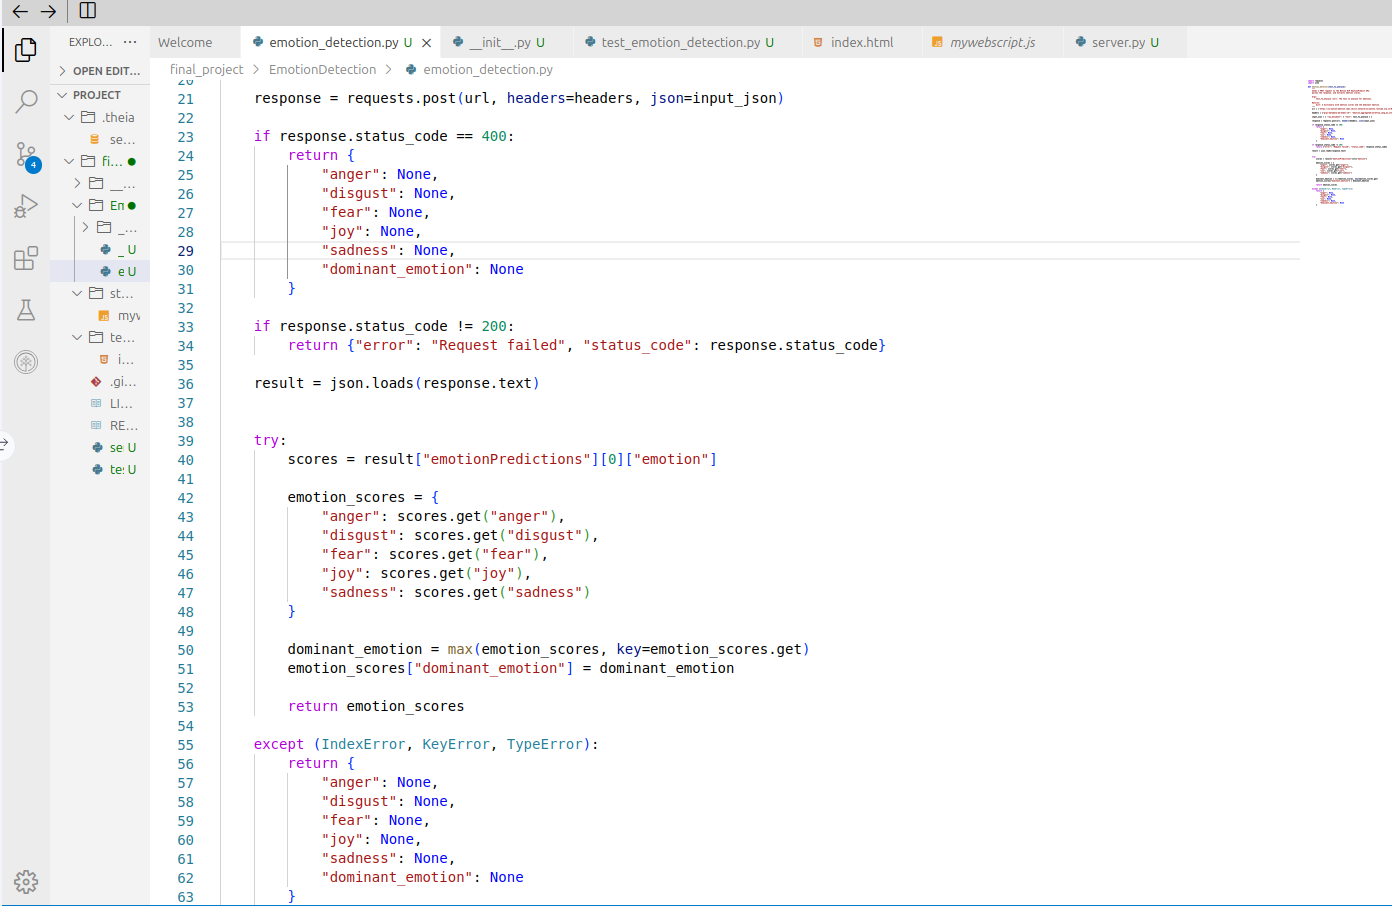 EXPLO... ...
Welcome
emotion_detection.py U
__init__.py U
test_emotion_detection.py U
index.html
mywebscript.js
server.py U
final_project > EmotionDetection > emotion_detection.py
OPEN EDIT...
PROJECT
.theia
se...
fi...
4
__...
En
_...
_ U
e U
st...
myv
te...
i...
.gi...
LI...
RE...
se U
te: U
20
21 response = requests.post(url, headers=headers, json=input_json)
22
23 if response.status_code == 400:
24 return {
25 "anger": None,
26 "disgust": None,
27 "fear": None,
28 "joy": None,
29 "sadness": None,
30 "dominant_emotion": None
31 }
32
33 if response.status_code != 200:
34 return {"error": "Request failed", "status_code": response.status_code}
35
36 result = json.loads(response.text)
37
38
39 try:
40 scores = result["emotionPredictions"][0]["emotion"]
41
42 emotion_scores = {
43 "anger": scores.get("anger"),
44 "disgust": scores.get("disgust"),
45 "fear": scores.get("fear"),
46 "joy": scores.get("joy"),
47 "sadness": scores.get("sadness")
48 }
49
50 dominant_emotion = max(emotion_scores, key=emotion_scores.get)
51 emotion_scores["dominant_emotion"] = dominant_emotion
52
53 return emotion_scores
54
55 except (IndexError, KeyError, TypeError):
56 return {
57 "anger": None,
58 "disgust": None,
59 "fear": None,
60 "joy": None,
61 "sadness": None,
62 "dominant_emotion": None
63 }